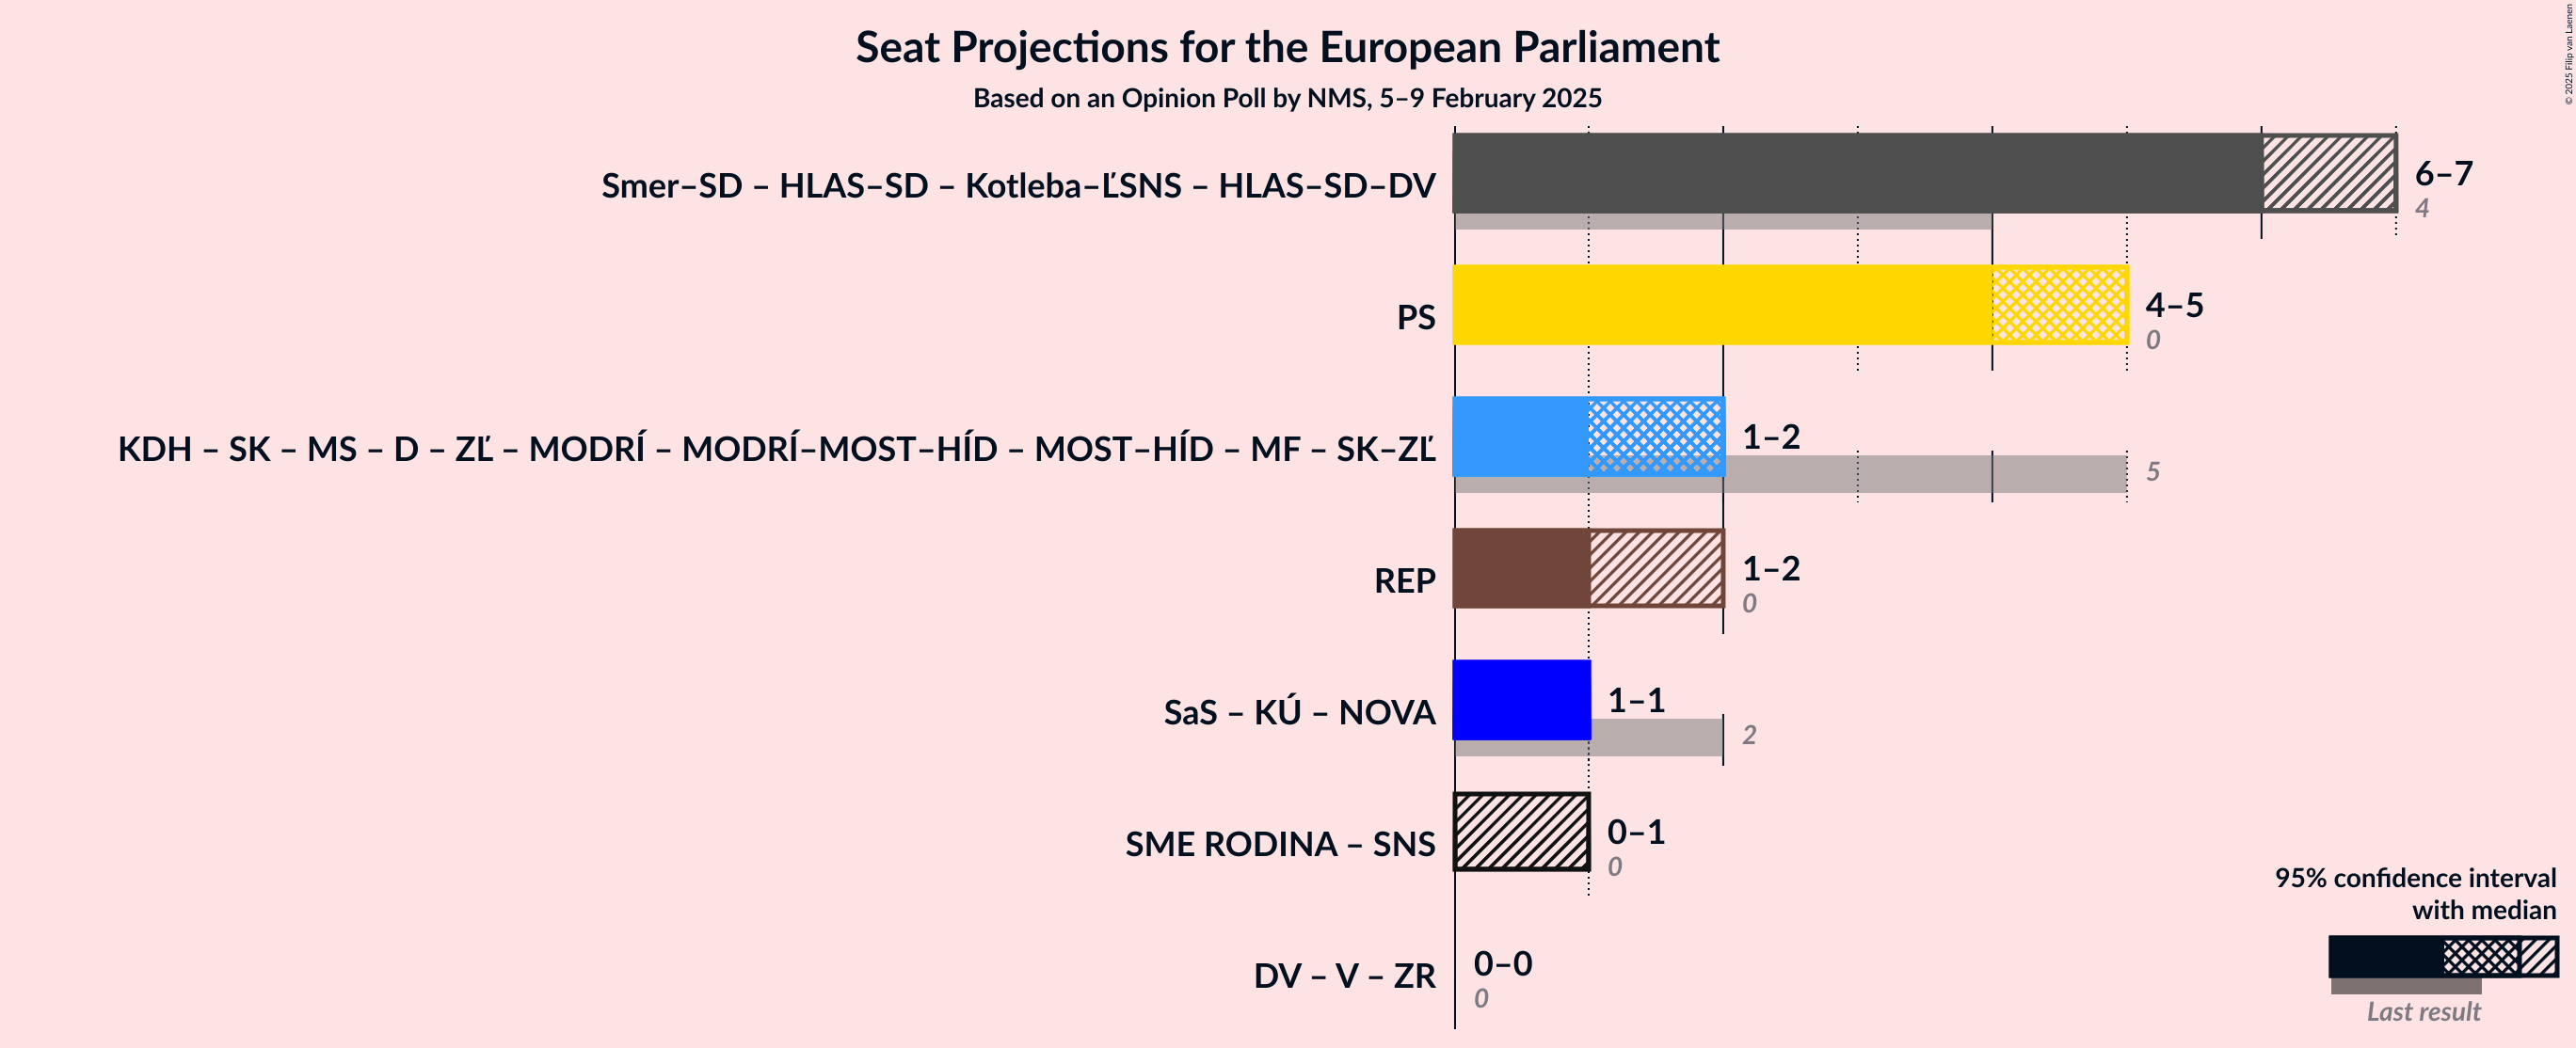 Seat Projections for the European Parliament
Based on an Opinion Poll by NMS, 5–9 February 2025
© 2025 Filip van Laenen
Smer–SD – HLAS–SD – Kotleba–ĽSNS – HLAS–SD–DV
6–7
4
PS
4–5
0
KDH – SK – MS – D – ZĽ – MODRÍ – MODRÍ–MOST–HÍD – MOST–HÍD – MF – SK–ZĽ
1–2
5
REP
1–2
0
SaS – KÚ – NOVA
1–1
2
SME RODINA – SNS
0–1
0
DV – V – ZR
0–0
0
95% confidence interval
with median
Last result